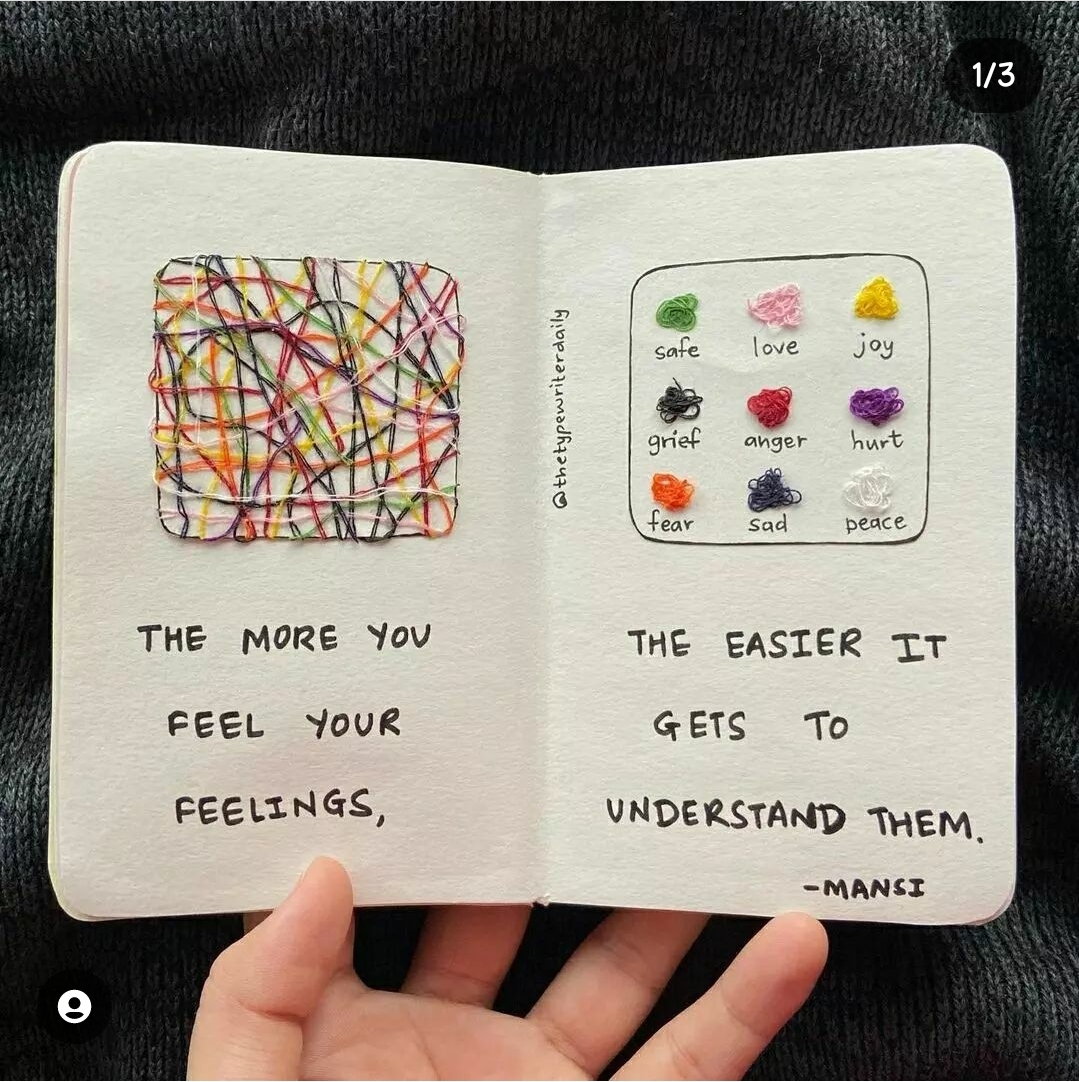 1/3
THE MORE YOU
FEEL YOUR
FEELINGS,
@thetypewriterdaily
safe love joy
grief anger hurt
fear sad peace
THE EASIER IT
GETS TO
UNDERSTAND THEM.
-MANSI